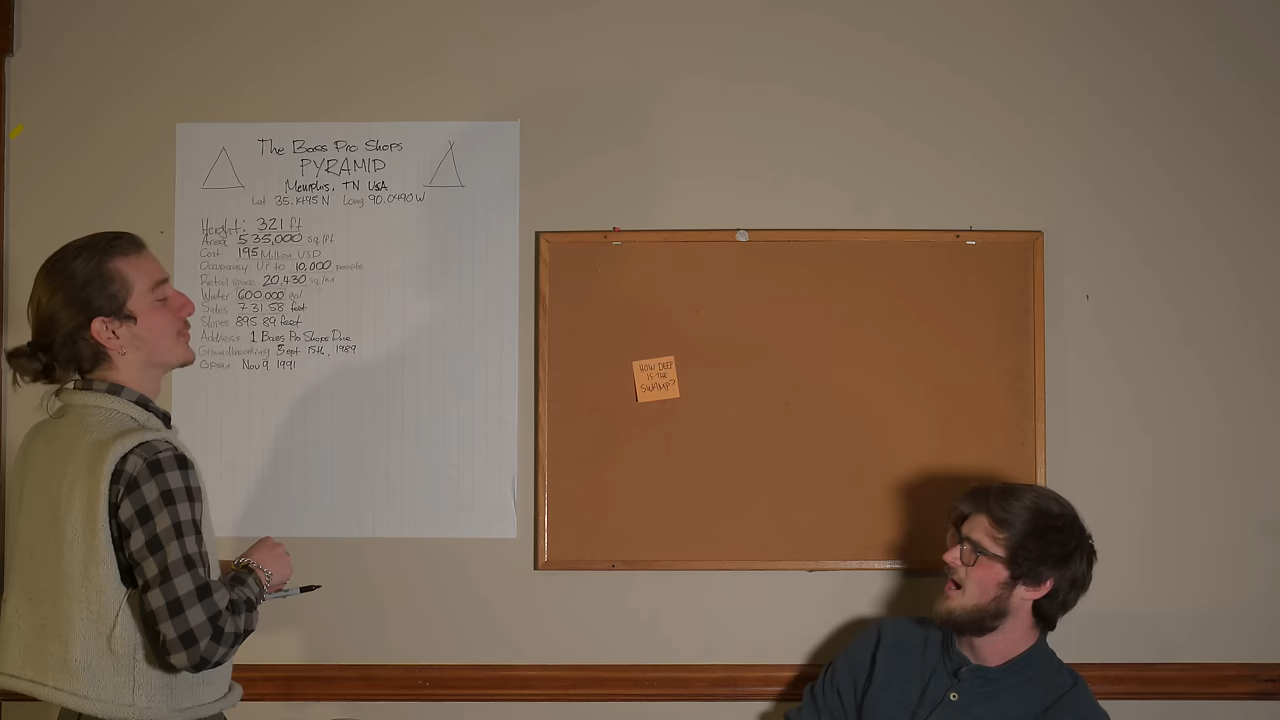 The Bass Pro Shops
PYRAMID
Memphis, TN USA
Lat 35.1495 N Long 90.0490 W
Height: 321 ft
Area 535,000 sq/ft
Cost 195 Million USD
Occupancy UP to 10,000 people
Retail space 20,430
Water 600,000 gal
Sides 731.58 feet
Slopes 895.89 feet
Address 1 Bass Pro Shops Drive
Groundbreaking Sept 15th, 1989
Open Nov 9 1991
HOW DEEP
IS THE
SWAMP?